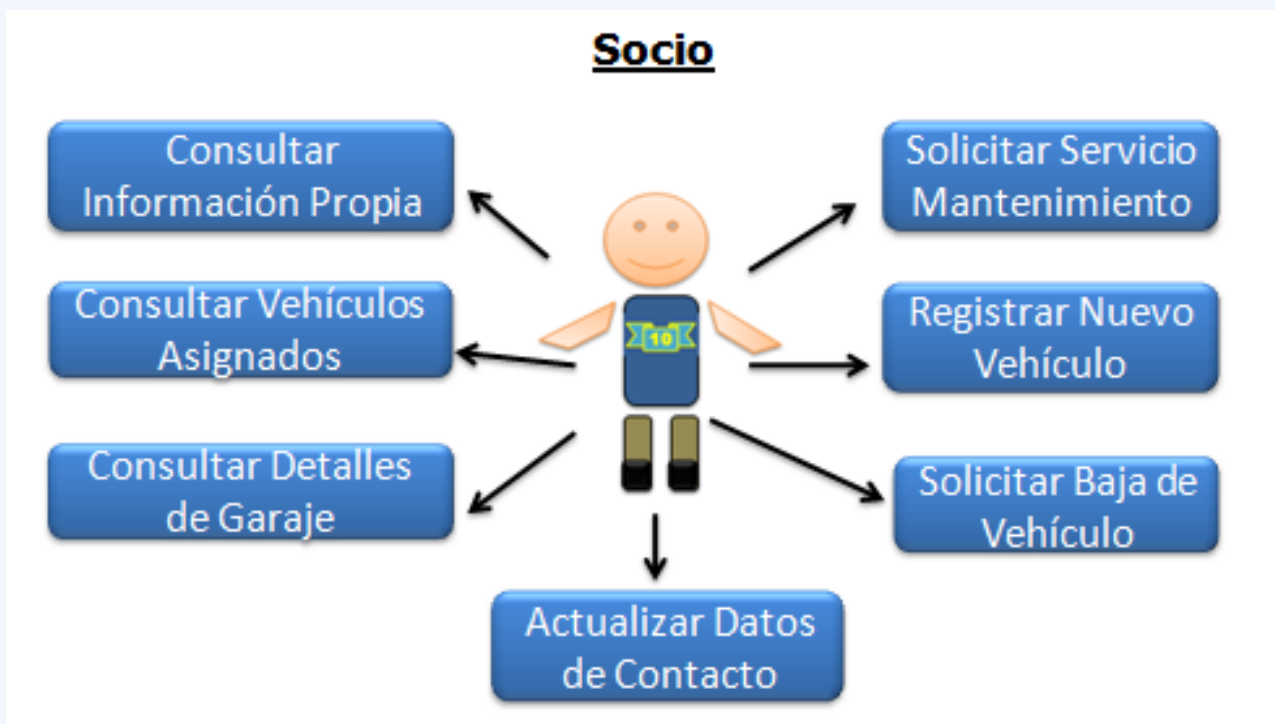 Socio
Consultar
Información Propia
Solicitar Servicio
Mantenimiento
Consultar Vehículos
Asignados
10
Registrar Nuevo
Vehículo
Consultar Detalles
de Garaje
Solicitar Baja de
Vehículo
Actualizar Datos
de Contacto